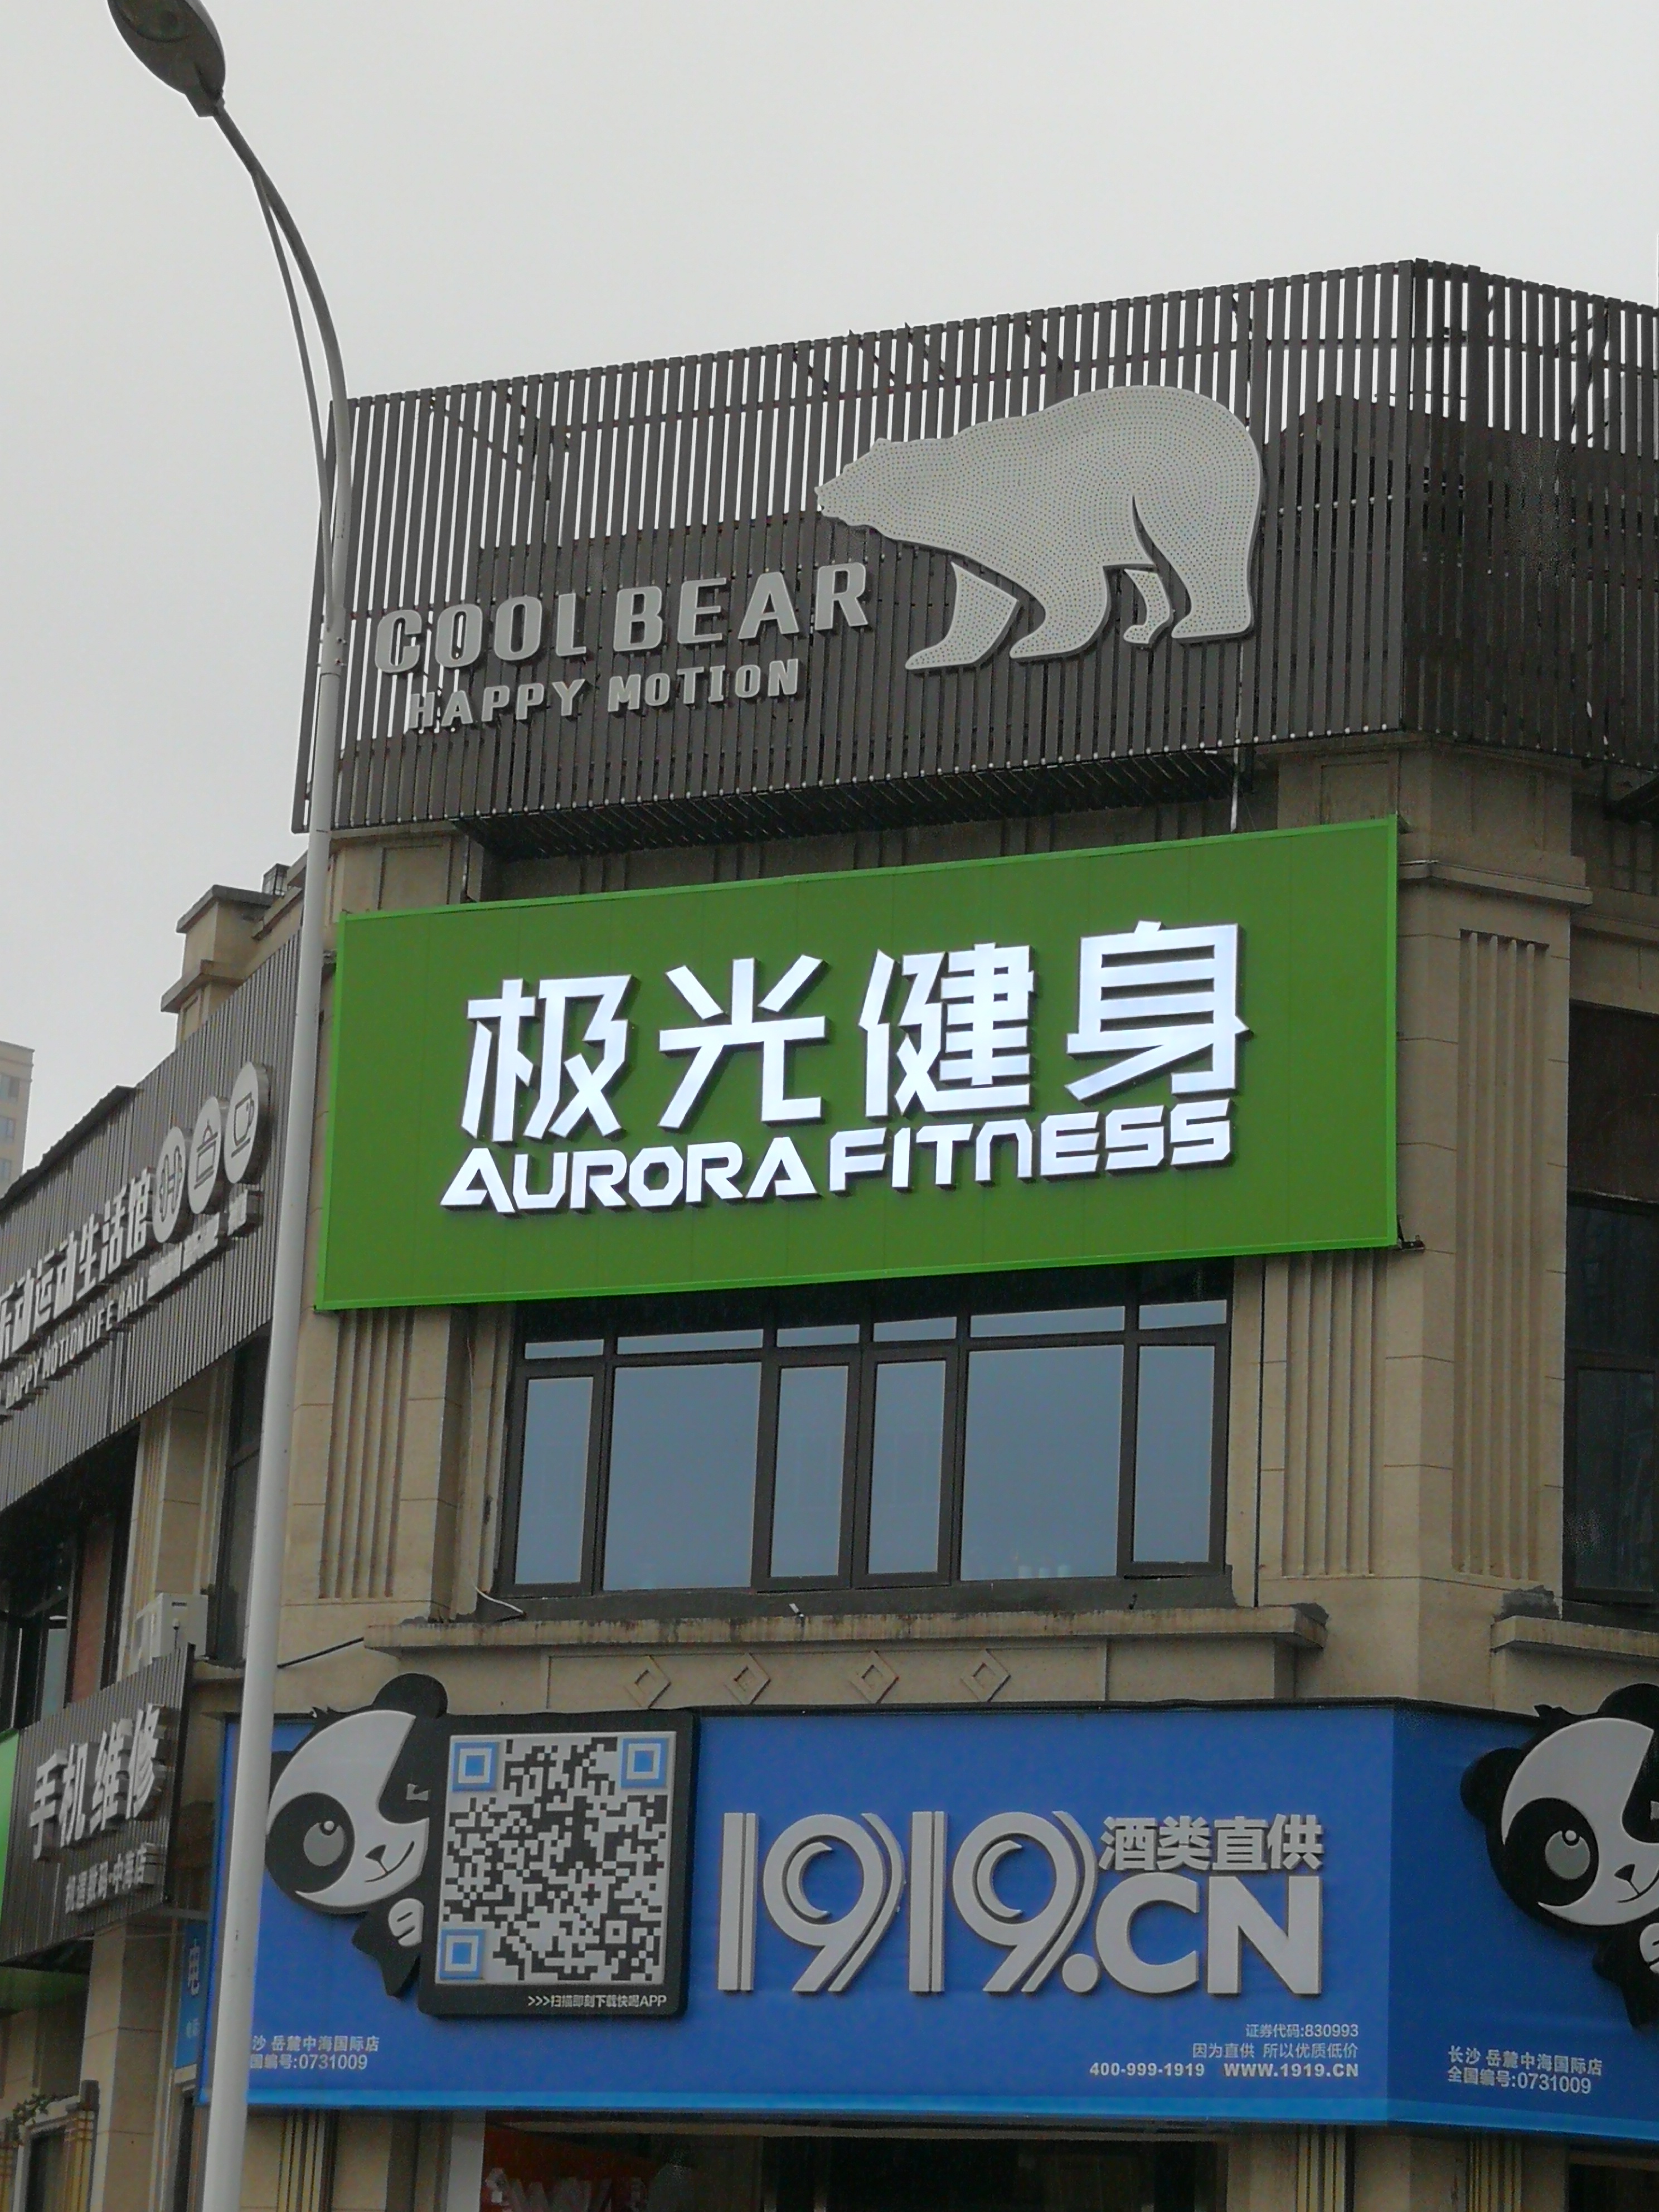 COOL BEAR
HAPPY MOTION
极光健身
AURORA FITNESS
动运动生活馆
HAPPY MOTION LIFE HALL
手机维修
1919.CN
酒类直供
>>>扫描即刻下载快喝APP
证券代码:830993
因为直供 所以优质低价
400-999-1919 WWW.1919.CN
沙 岳麓中海国际店
国编号:0731009
长沙 岳麓中海国际店
全国编号:0731009